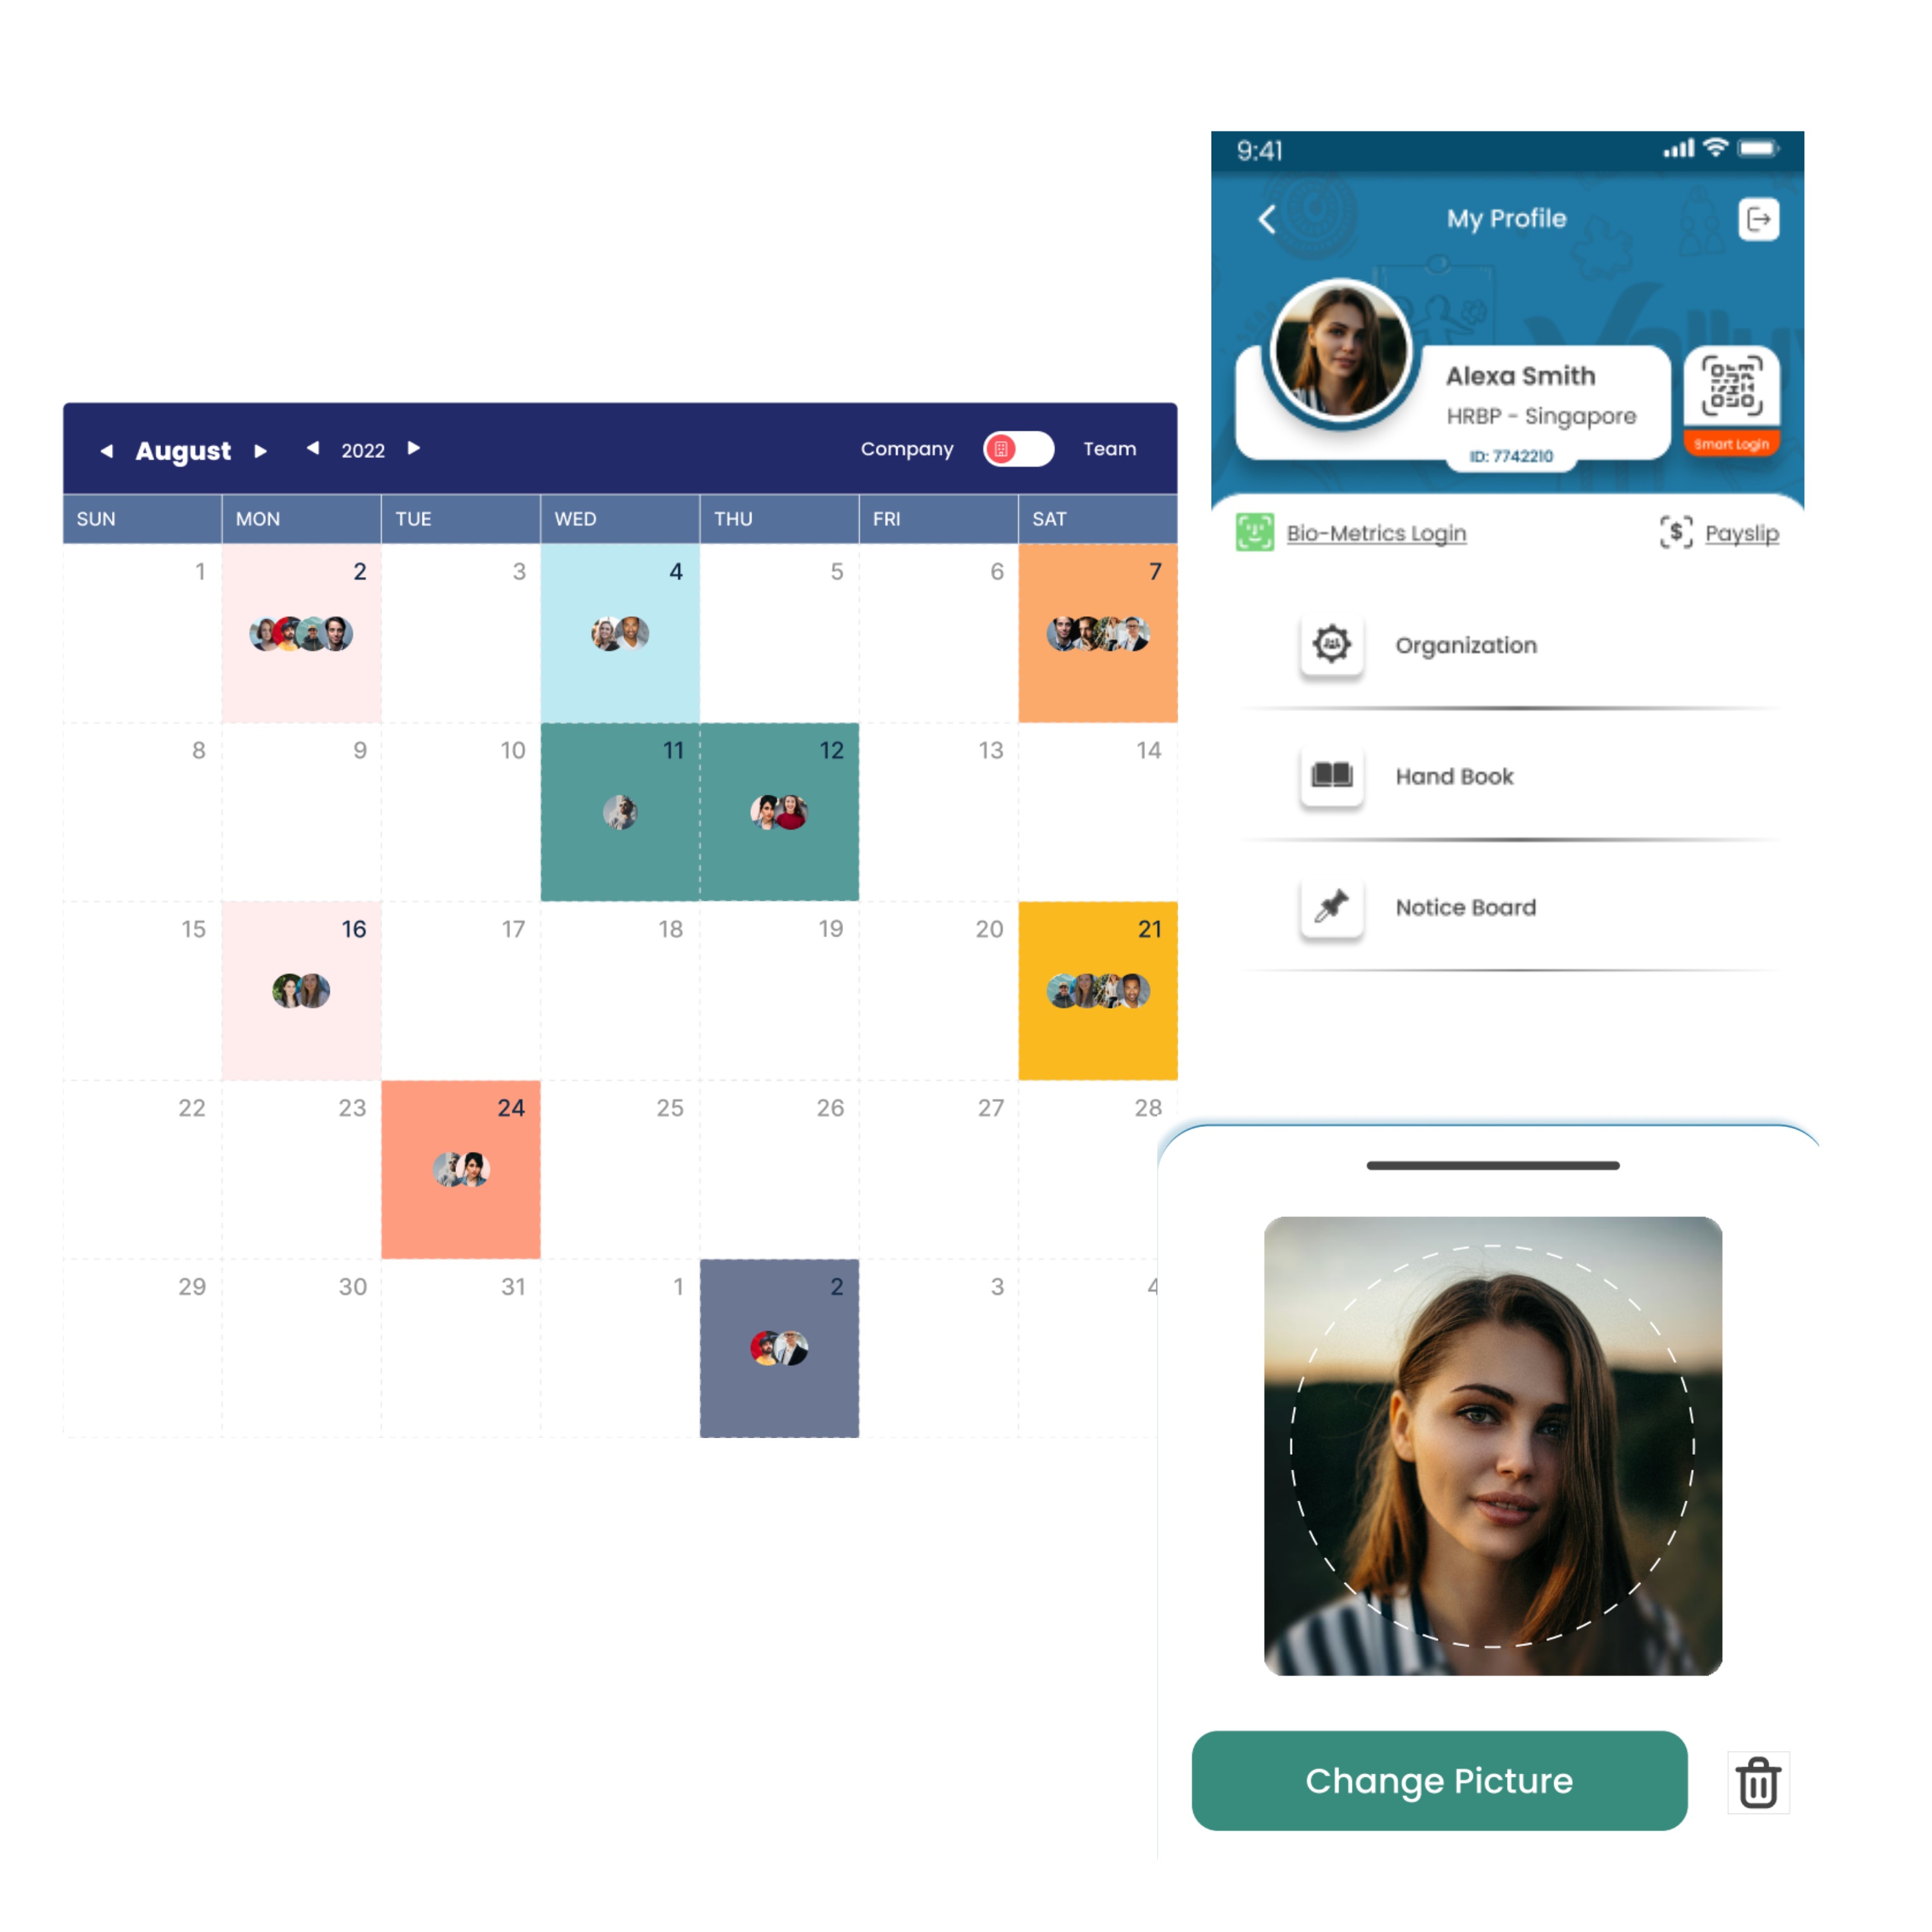 August 2022 Company Team
SUN MON TUE WED THU FRI SAT
1 2 3 4 5 6 7
8 9 10 11 12 13 14
15 16 17 18 19 20 21
22 23 24 25 26 27 28
29 30 31 1 2 3 4
9:41
My Profile
Alexa Smith
HRBP - Singapore
ID: 7742210
Smart Login
Bio-Metrics Login Payslip
Organization
Hand Book
Notice Board
Change Picture